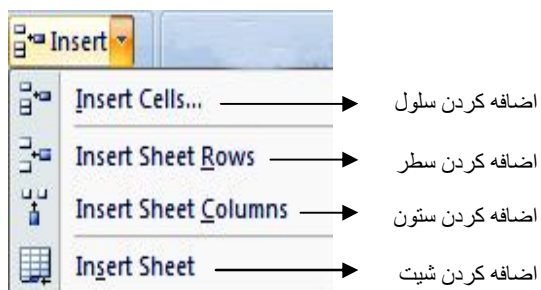 Insert
Insert Cells... اضافه کردن سلول
Insert Sheet Rows اضافه کردن سطر
Insert Sheet Columns اضافه کردن ستون
Insert Sheet اضافه کردن شیت